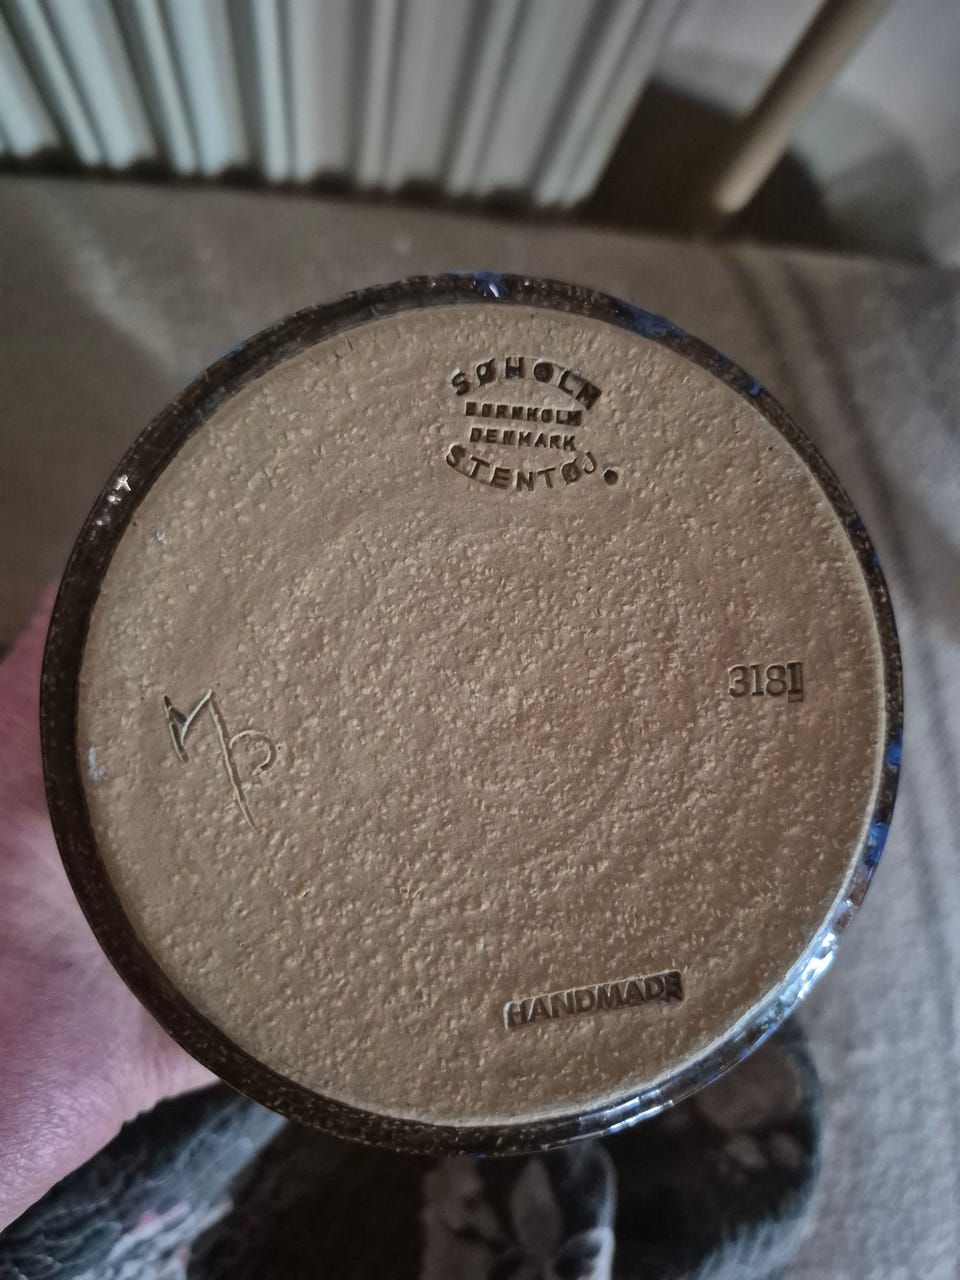 SØHOLM
BORNHOLM
DENMARK
STENTØJ.
3181
HANDMADE